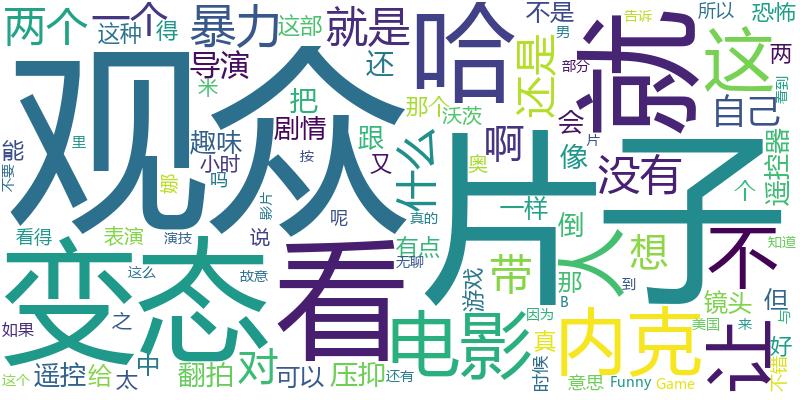 两个 一个 得 暴力 这部 就是 哈 不是 所以 告诉 恐怖
这种 导演 还 男 部分 看到
观众 米 把 那个 沃茨 还是 就 这 两
剧情 跟 啊 会 自己
能 趣味 又 什么 像 没有 遥控器
不要 里 都 小时 按 奥 片
吗 影片 呢 真的 片子 一样 个
看得 表演 演技 说 有点 倒 人 想 不 知道
变态 这么 故意 看 无聊 游戏 带 那 到 镜头 但
如果 之 B 因为 美国 来 与
电影 真 内克 让 好
这个 遥控 给 太 中 翻拍 对 可以 压抑 还有 时候 意思 Funny Game 不错